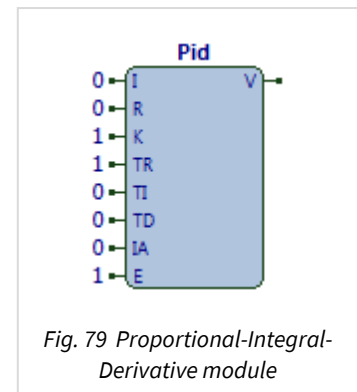 Pid
0 I V
0 R
1 K
1 TR
0 TI
0 TD
0 IA
1 E
Fig. 79 Proportional-Integral-
Derivative module